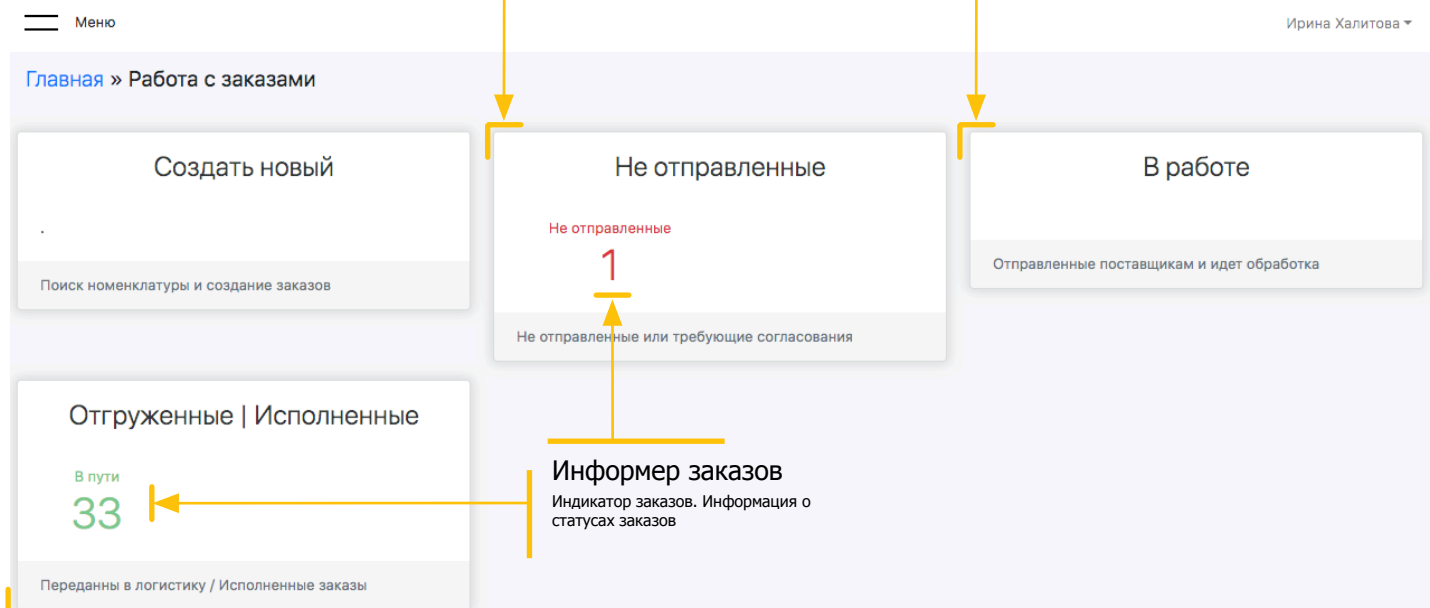 Меню
Ирина Халитова
Главная » Работа с заказами
Создать новый
.
Поиск номенклатуры и создание заказов
Не отправленные
Не отправленные
1
Не отправленные или требующие согласования
В работе
Отправленные поставщикам и идет обработка
Отгруженные | Исполненные
В пути
33
Переданны в логистику / Исполненные заказы
Информер заказов
Индикатор заказов. Информация о
статусах заказов